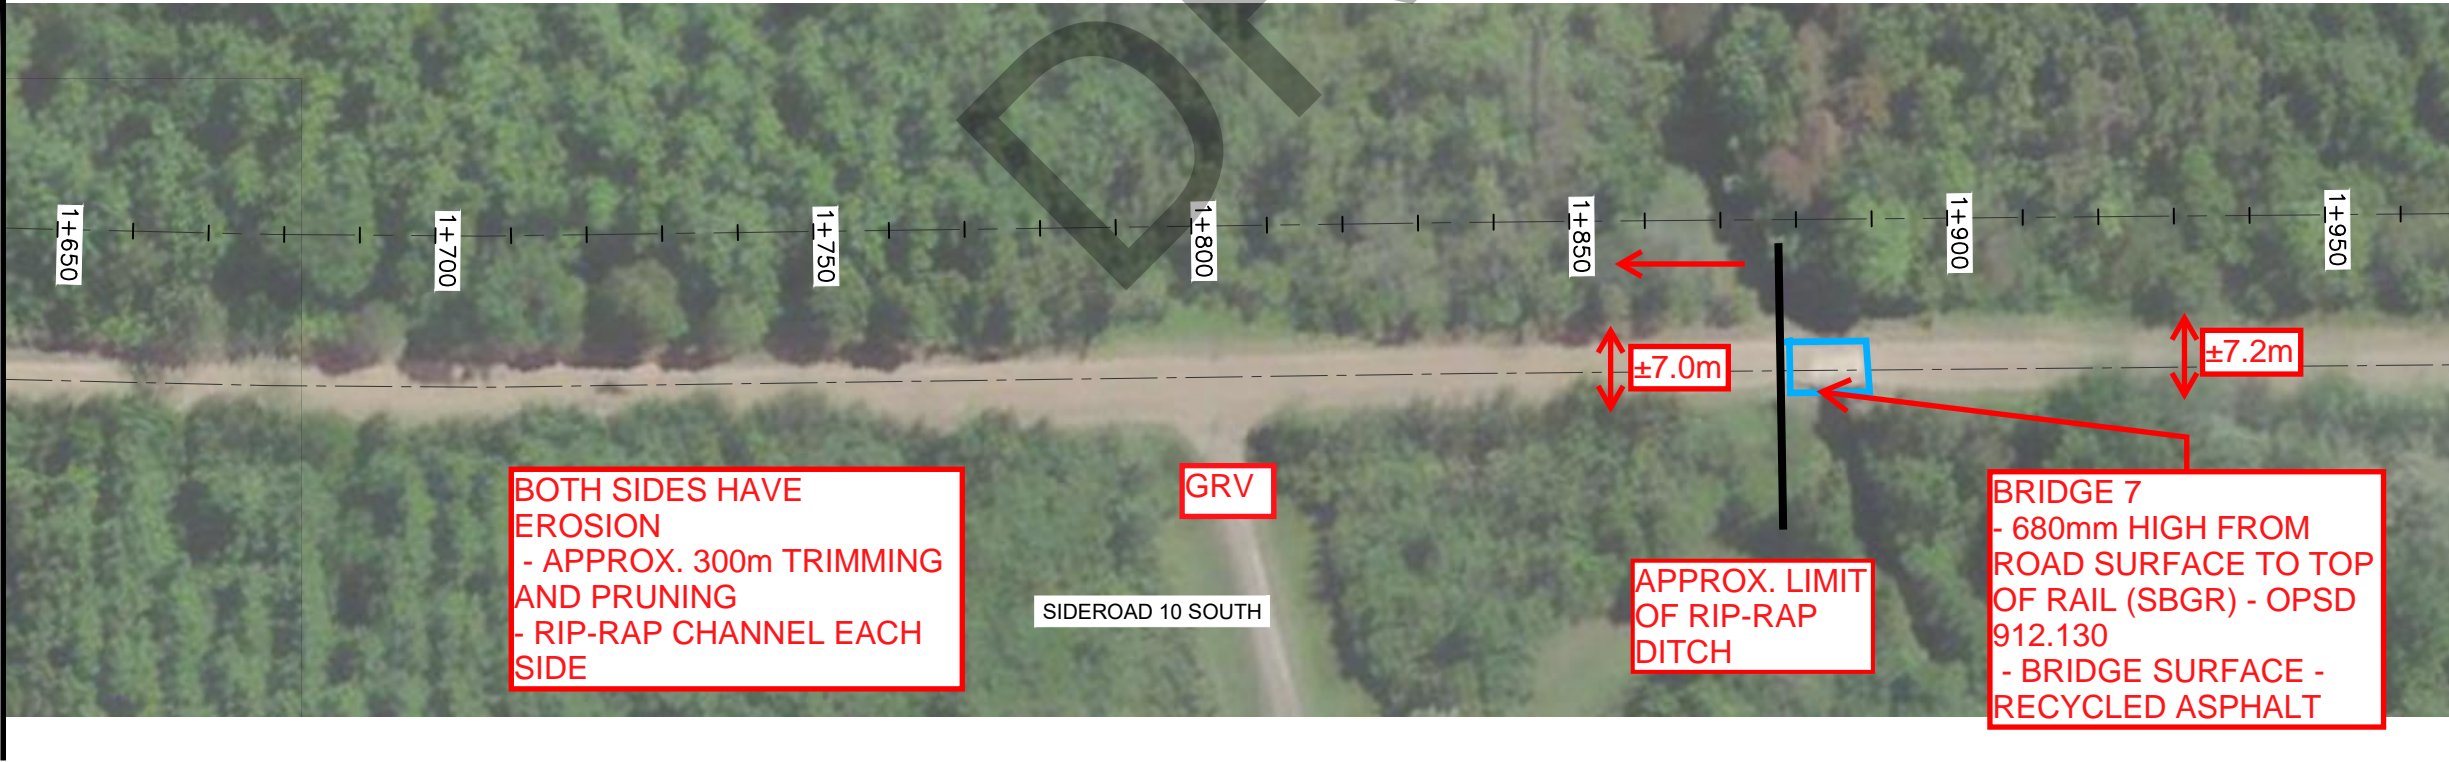 1+650
1+700
1+750
1+800
1+850
1+900
1+950
±7.0m
±7.2m
BOTH SIDES HAVE
EROSION
- APPROX. 300m TRIMMING
AND PRUNING
- RIP-RAP CHANNEL EACH
SIDE
GRV
SIDEROAD 10 SOUTH
APPROX. LIMIT
OF RIP-RAP
DITCH
BRIDGE 7
- 680mm HIGH FROM
ROAD SURFACE TO TOP
OF RAIL (SBGR) - OPSD
912.130
- BRIDGE SURFACE -
RECYCLED ASPHALT